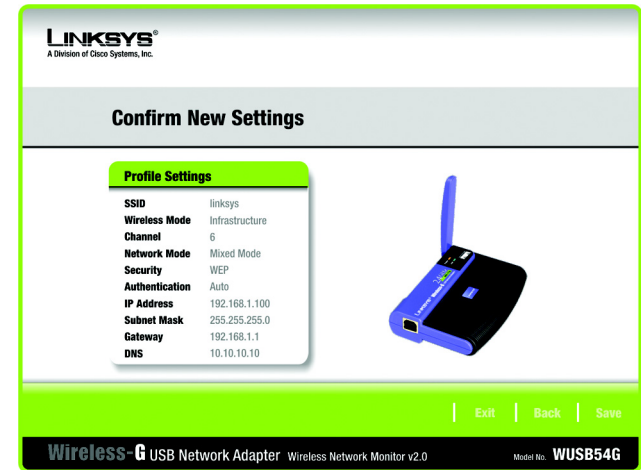 LINKSYS®
A Division of Cisco Systems, Inc.
Confirm New Settings
Profile Settings
SSID linksys
Wireless Mode Infrastructure
Channel 6
Network Mode Mixed Mode
Security WEP
Authentication Auto
IP Address 192.168.1.100
Subnet Mask 255.255.255.0
Gateway 192.168.1.1
DNS 10.10.10.10
Exit Back Save
Wireless-G USB Network Adapter Wireless Network Monitor v2.0 Model No. WUSB54G